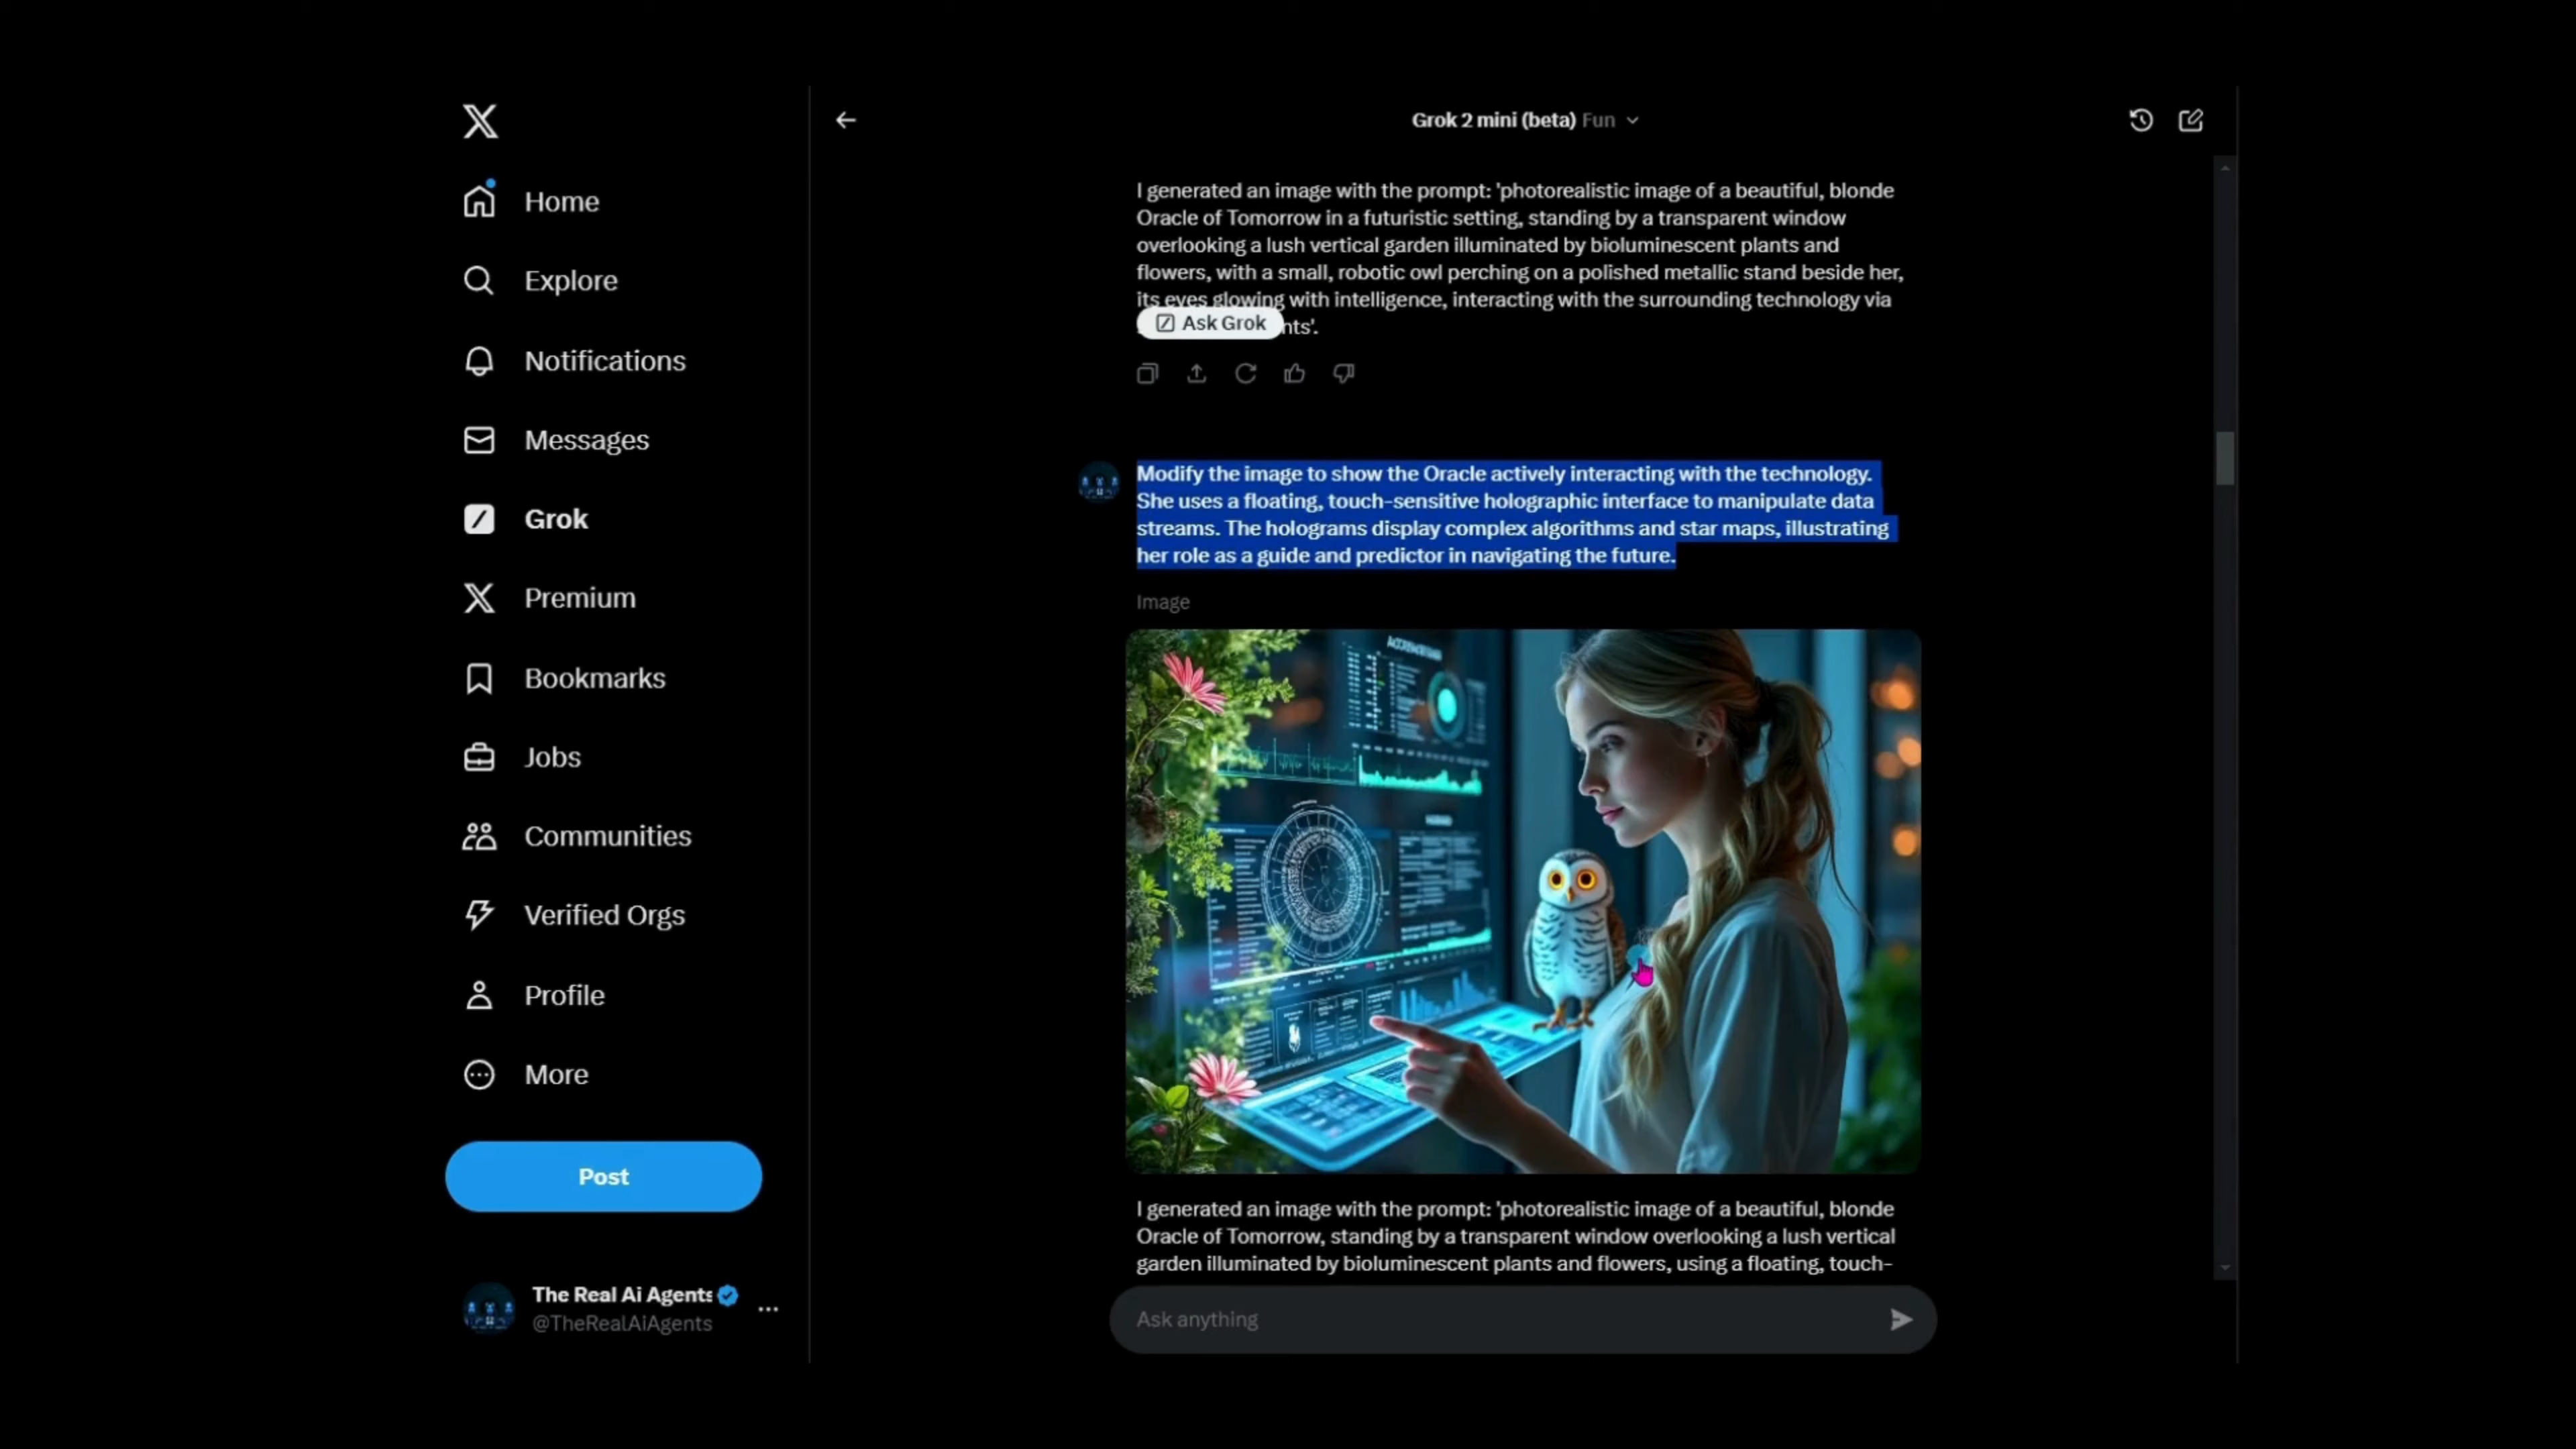 Home
Explore
Notifications
Messages
Grok
Premium
Bookmarks
Jobs
Communities
Verified Orgs
Profile
More
Post
The Real Ai Agents
@TheRealAiAgents
Grok 2 mini (beta) Fun
I generated an image with the prompt: 'photorealistic image of a beautiful, blonde
Oracle of Tomorrow in a futuristic setting, standing by a transparent window
overlooking a lush vertical garden illuminated by bioluminescent plants and
flowers, with a small, robotic owl perching on a polished metallic stand beside her,
its eyes glowing with intelligence, interacting with the surrounding technology via
Ask Grok
nts'.
Modify the image to show the Oracle actively interacting with the technology.
She uses a floating, touch-sensitive holographic interface to manipulate data
streams. The holograms display complex algorithms and star maps, illustrating
her role as a guide and predictor in navigating the future.
Image
I generated an image with the prompt: 'photorealistic image of a beautiful, blonde
Oracle of Tomorrow, standing by a transparent window overlooking a lush vertical
garden illuminated by bioluminescent plants and flowers, using a floating, touch-
Ask anything